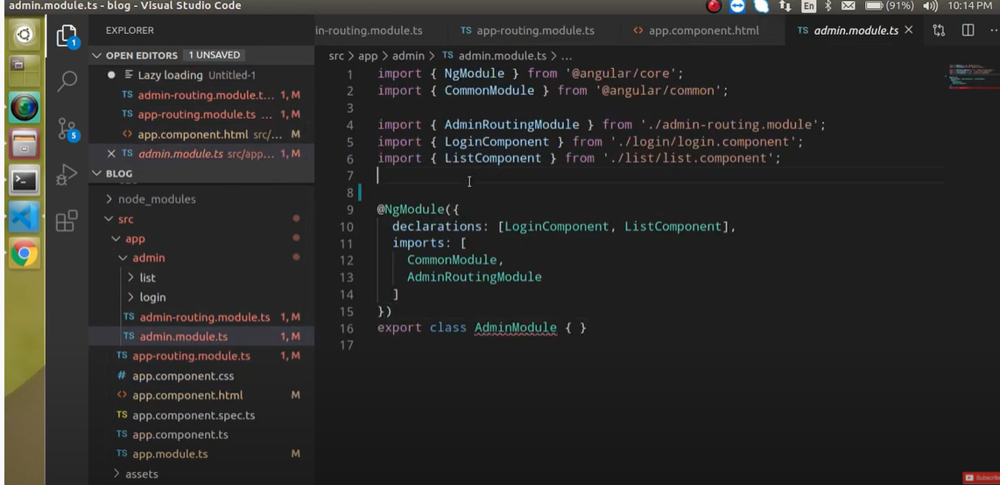 admin.module.ts - blog - Visual Studio Code
En
(91%)
10:14 PM
1
5
EXPLORER
OPEN EDITORS 1 UNSAVED
Lazy loading Untitled-1
TS admin-routing.module.t... 1, M
TS app-routing.module.ts ... 1, M
<> app.component.html src/... M
TS admin.module.ts src/app... 1, M
BLOG
node_modules
src
app
admin
list
login
TS admin-routing.module.ts 1, M
TS admin.module.ts 1, M
TS app-routing.module.ts 1, M
# app.component.css
<> app.component.html M
TS app.component.spec.ts
TS app.component.ts
TS app.module.ts M
assets
in-routing.module.ts TS app-routing.module.ts <> app.component.html TS admin.module.ts
src > app > admin > TS admin.module.ts > ...
1 import { NgModule } from '@angular/core';
2 import { CommonModule } from '@angular/common';
3
4 import { AdminRoutingModule } from './admin-routing.module';
5 import { LoginComponent } from './login/login.component';
6 import { ListComponent } from './list/list.component';
7
8
9 @NgModule({
10 declarations: [LoginComponent, ListComponent],
11 imports: [
12 CommonModule,
13 AdminRoutingModule
14 ]
15 })
16 export class AdminModule { }
17
Subscribe